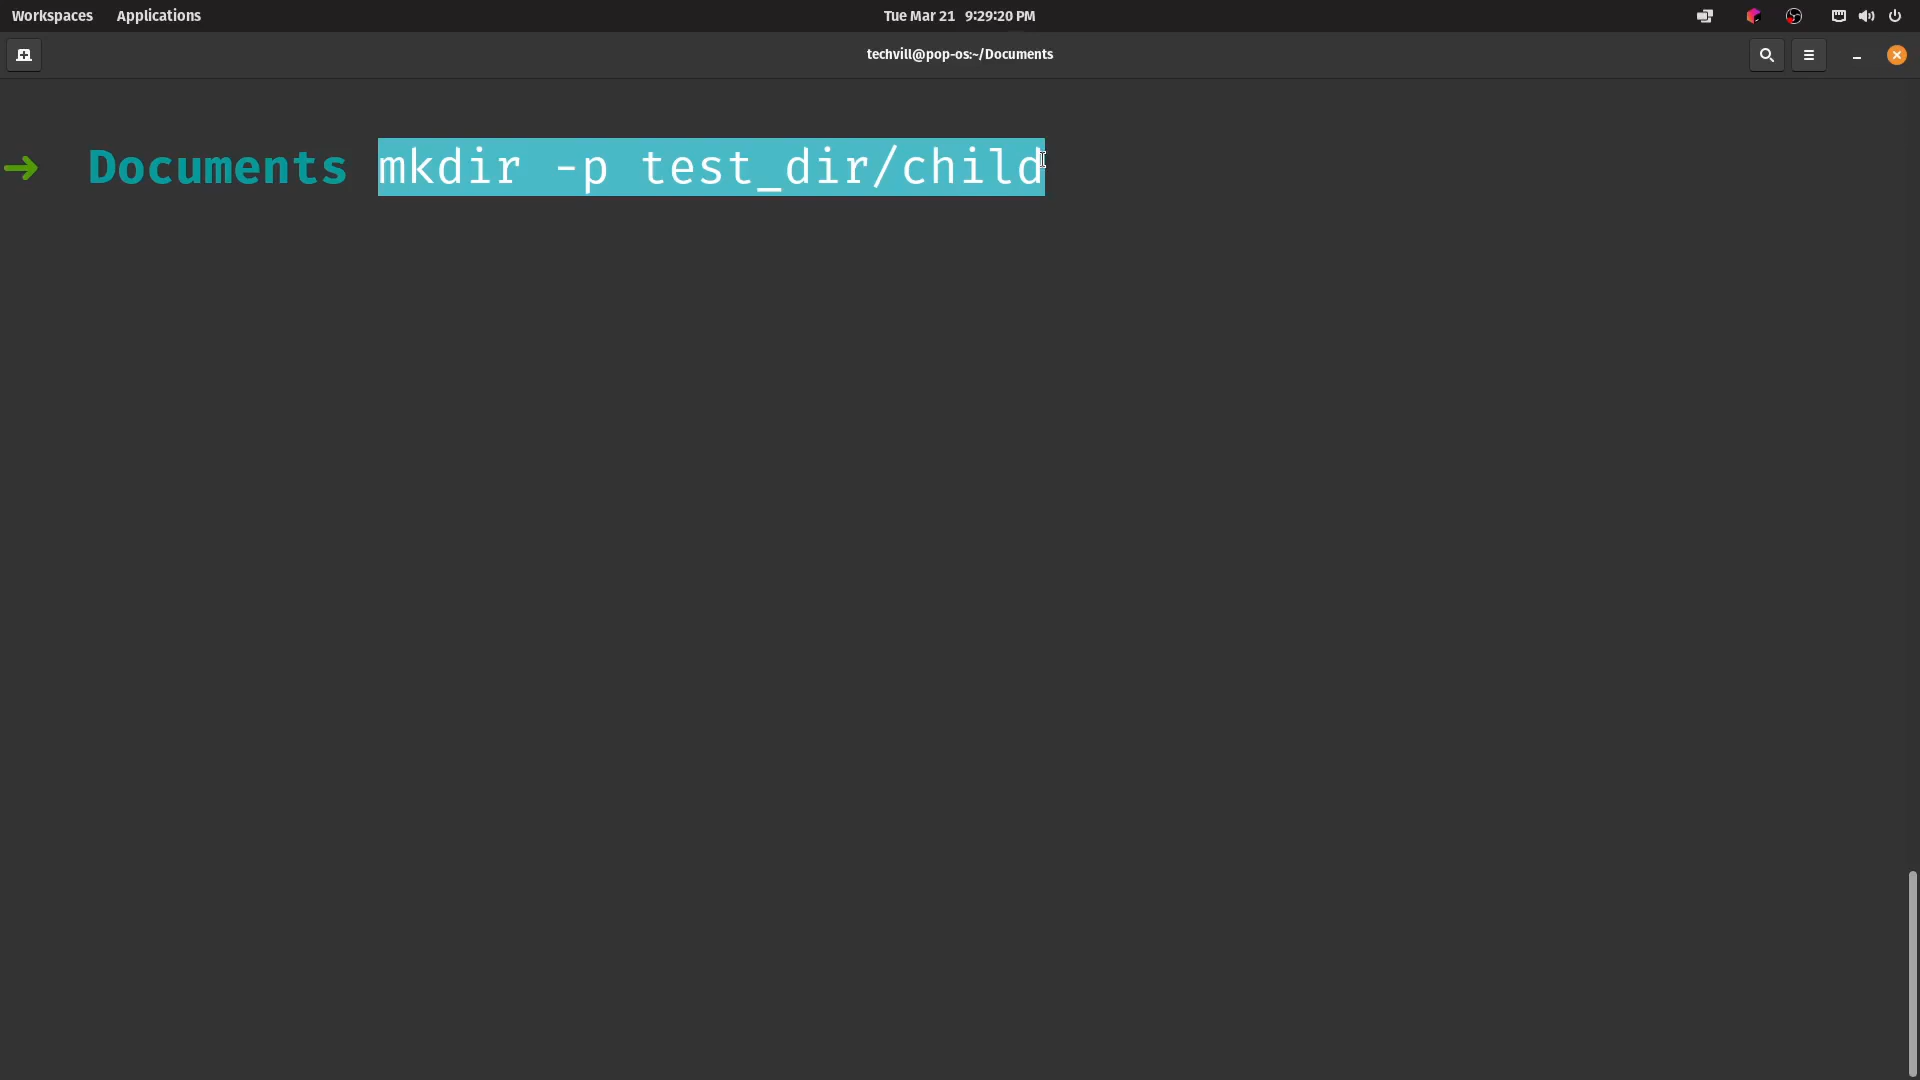 Workspaces Applications Tue Mar 21 9:29:20 PM
techvill@pop-os:~/Documents
➜ Documents mkdir -p test_dir/child